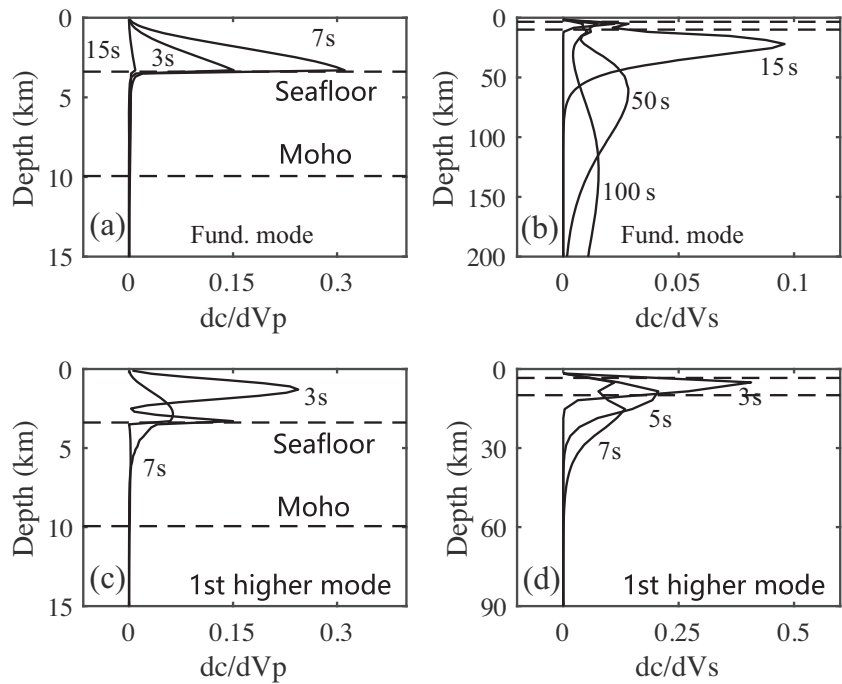 0
5
10
15
Depth (km)
15s
3s
7s
Seafloor
Moho
(a)
Fund. mode
0
0.15
0.3
dc/dVp
0
50
100
150
200
Depth (km)
15 s
50 s
100 s
(b)
Fund. mode
0
0.05
0.1
dc/dVs
0
5
10
15
Depth (km)
3s
Seafloor
7s
Moho
(c)
1st higher mode
0
0.15
0.3
dc/dVp
0
30
60
90
Depth (km)
3s
5s
7s
(d)
1st higher mode
0
0.25
0.5
dc/dVs